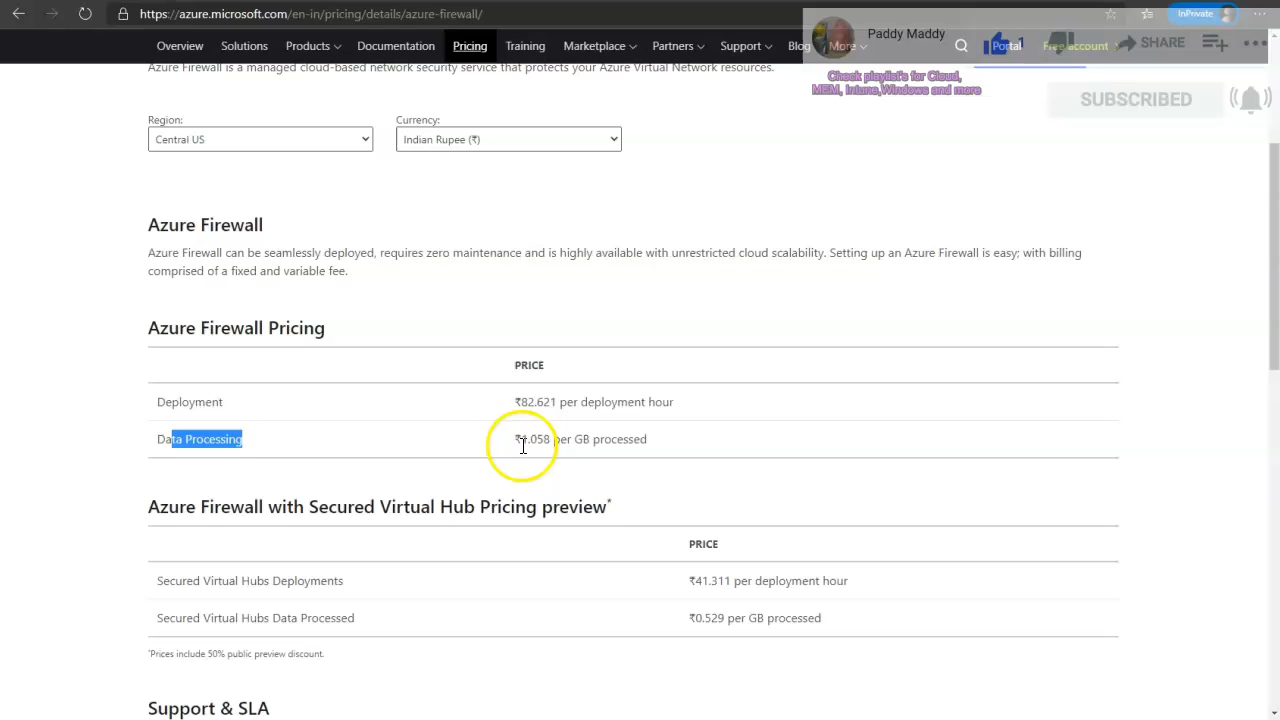 https://azure.microsoft.com/en-in/pricing/details/azure-firewall/
InPrivate
Overview Solutions Products Documentation Pricing Training Marketplace Partners Support Blog More Portal Free account
Paddy Maddy
1 SHARE
Check playlist's for Cloud,
MEM, Intune,Windows and more
SUBSCRIBED
Azure Firewall is a managed cloud-based network security service that protects your Azure Virtual Network resources.
Region: Currency:
Central US Indian Rupee (₹)
Azure Firewall
Azure Firewall can be seamlessly deployed, requires zero maintenance and is highly available with unrestricted cloud scalability. Setting up an Azure Firewall is easy; with billing
comprised of a fixed and variable fee.
Azure Firewall Pricing
PRICE
Deployment ₹82.621 per deployment hour
Data Processing ₹1.058 per GB processed
Azure Firewall with Secured Virtual Hub Pricing preview*
PRICE
Secured Virtual Hubs Deployments ₹41.311 per deployment hour
Secured Virtual Hubs Data Processed ₹0.529 per GB processed
*Prices include 50% public preview discount.
Support & SLA